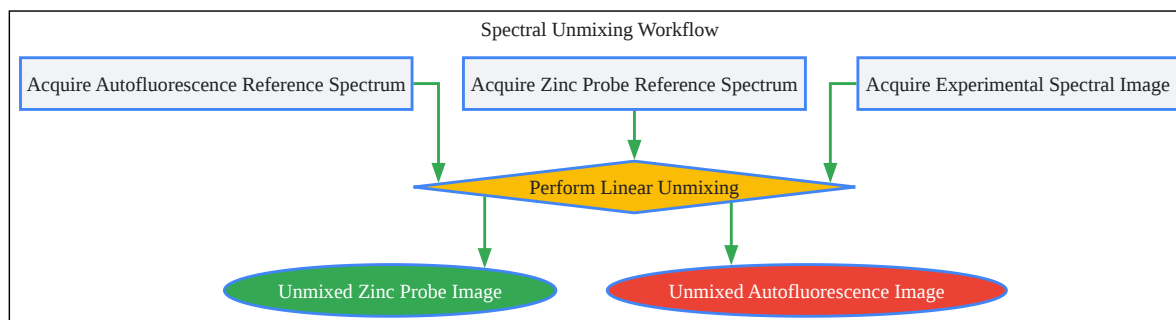 Spectral Unmixing Workflow
Acquire Autofluorescence Reference Spectrum
Acquire Zinc Probe Reference Spectrum
Acquire Experimental Spectral Image
Perform Linear Unmixing
Unmixed Zinc Probe Image
Unmixed Autofluorescence Image